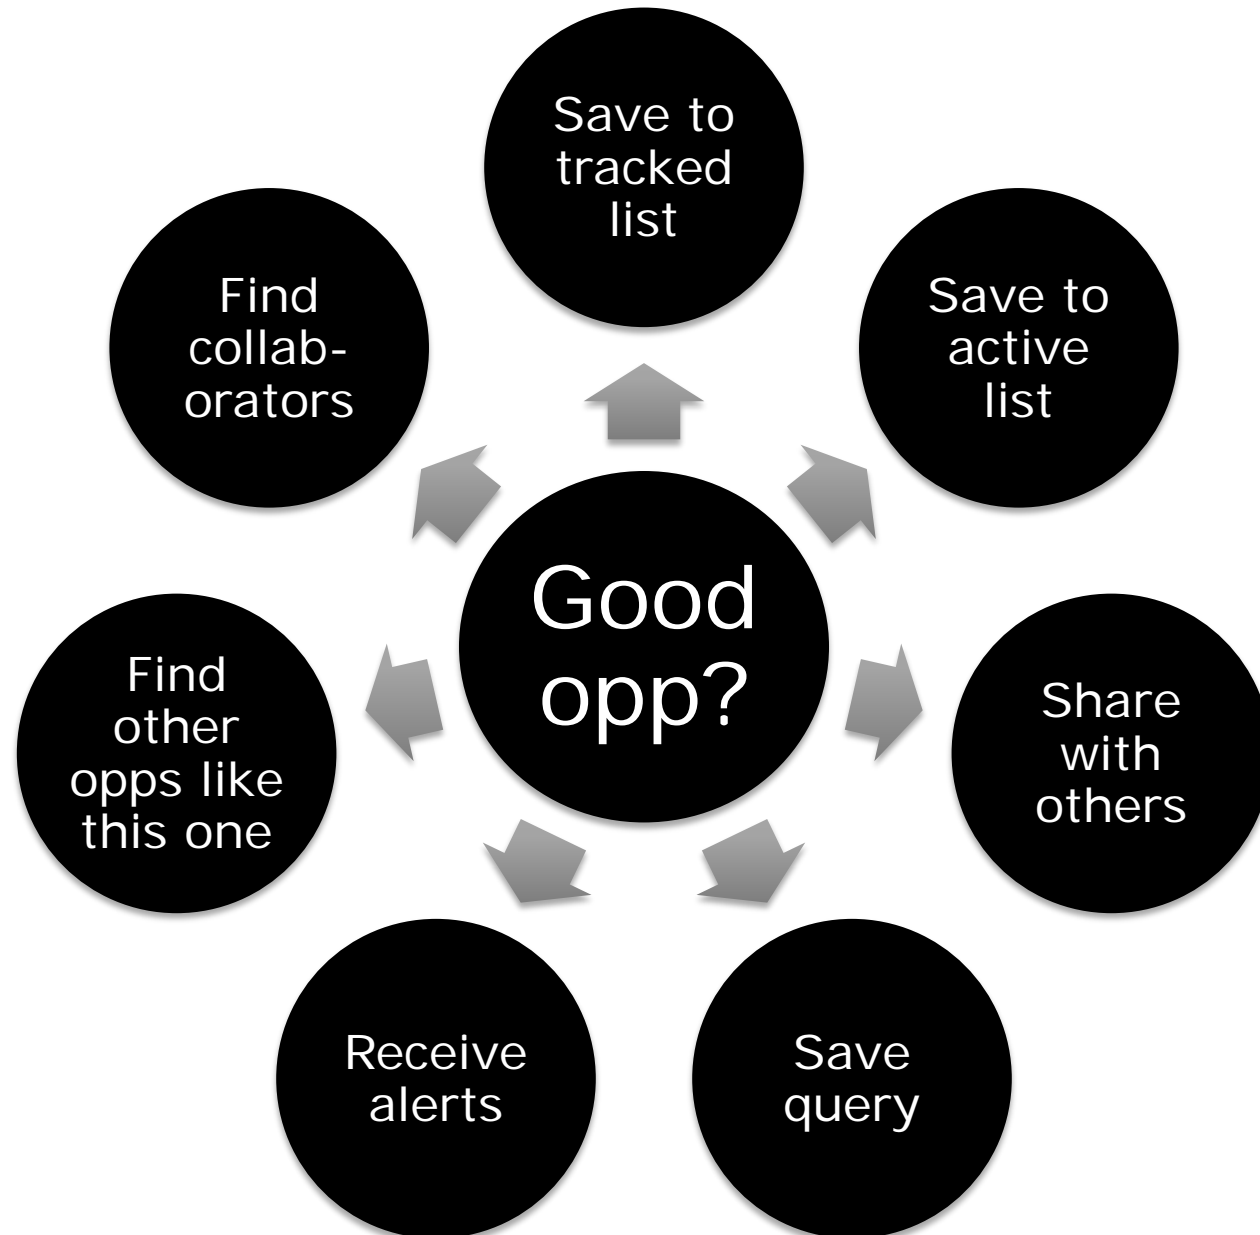 Save to
tracked
list
Save to
active
list
Share
with
others
Save
query
Receive
alerts
Find
other
opps like
this one
Find
collab-
orators
Good
opp?